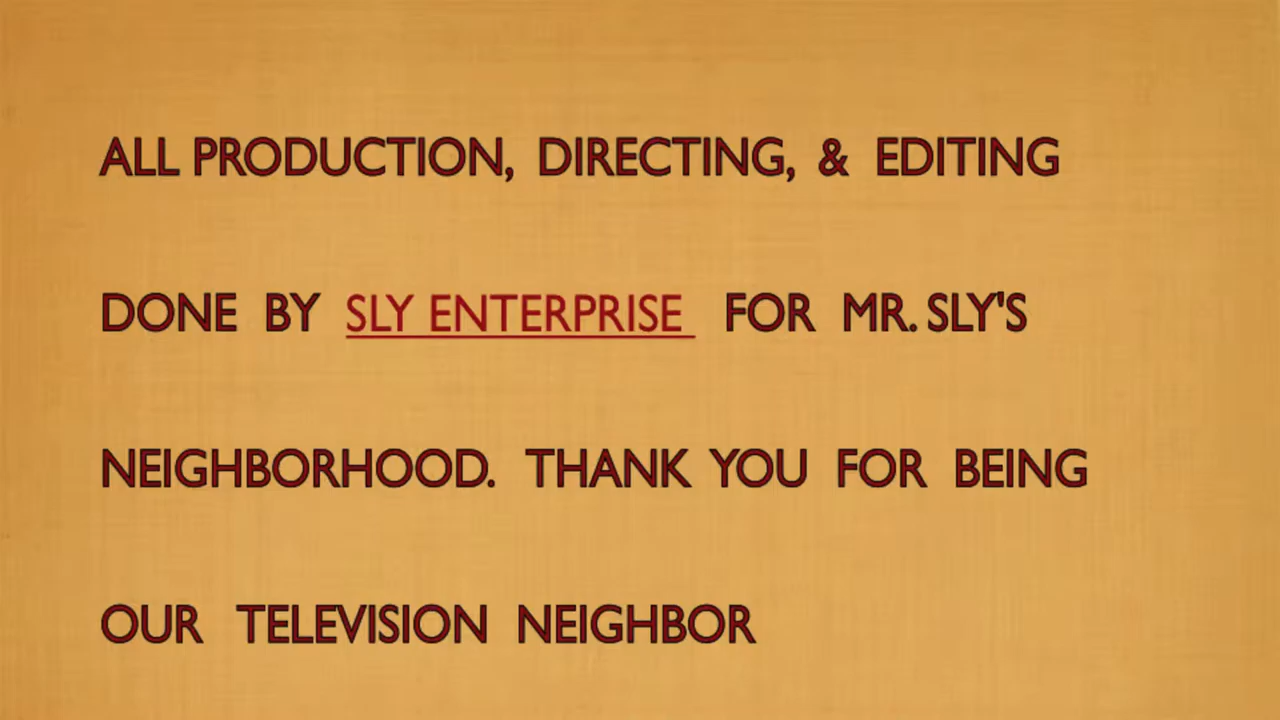 ALL PRODUCTION, DIRECTING, & EDITING
DONE BY SLY ENTERPRISE FOR MR. SLY'S
NEIGHBORHOOD. THANK YOU FOR BEING
OUR TELEVISION NEIGHBOR